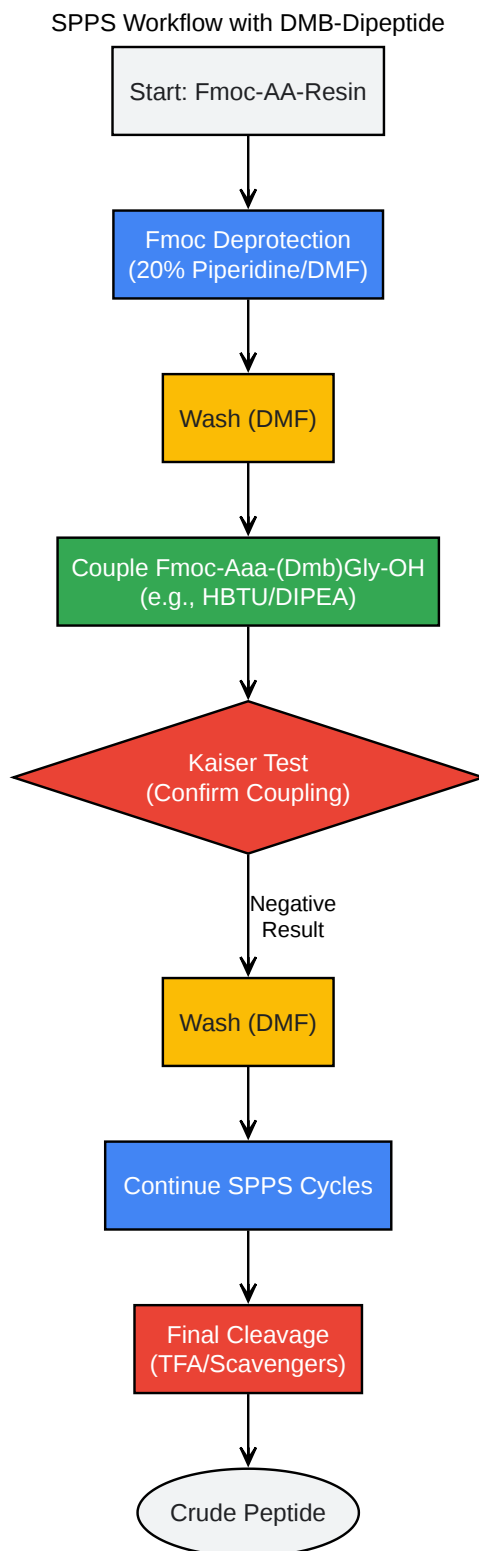 SPPS Workflow with DMB-Dipeptide
Start: Fmoc-AA-Resin
Fmoc Deprotection
(20% Piperidine/DMF)
Wash (DMF)
Couple Fmoc-Aaa-(Dmb)Gly-OH
(e.g., HBTU/DIPEA)
Kaiser Test
(Confirm Coupling)
Negative
Result
Wash (DMF)
Continue SPPS Cycles
Final Cleavage
(TFA/Scavengers)
Crude Peptide